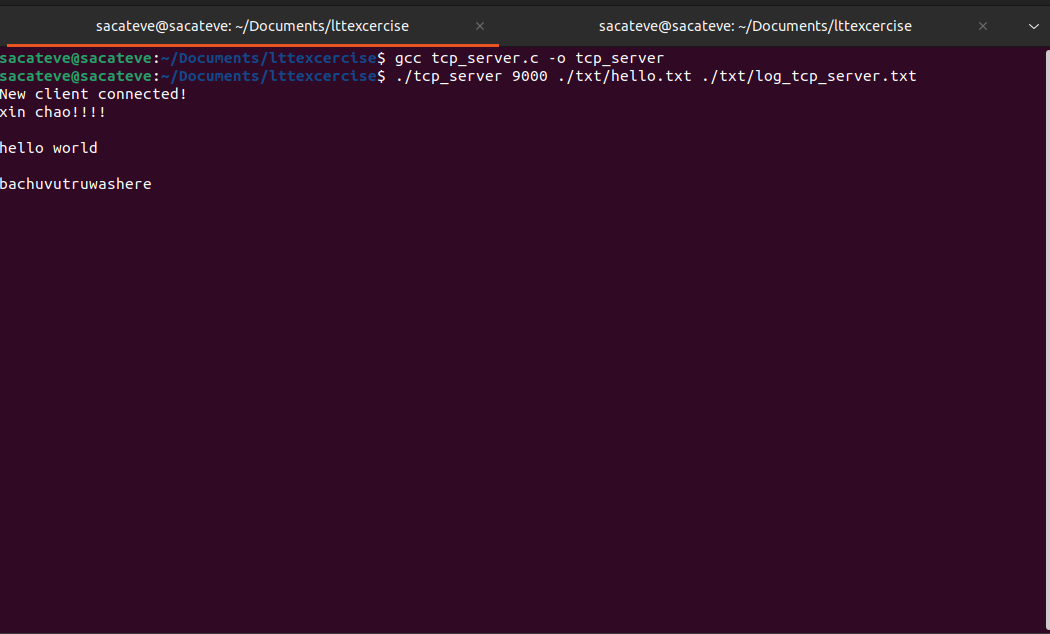 sacateve@sacateve: ~/Documents/lttexcercise × sacateve@sacateve: ~/Documents/lttexcercise ×
sacateve@sacateve:~/Documents/lttexcercise$ gcc tcp_server.c -o tcp_server
sacateve@sacateve:~/Documents/lttexcercise$ ./tcp_server 9000 ./txt/hello.txt ./txt/log_tcp_server.txt
New client connected!
xin chao!!!!
hello world
bachuvutruwashere